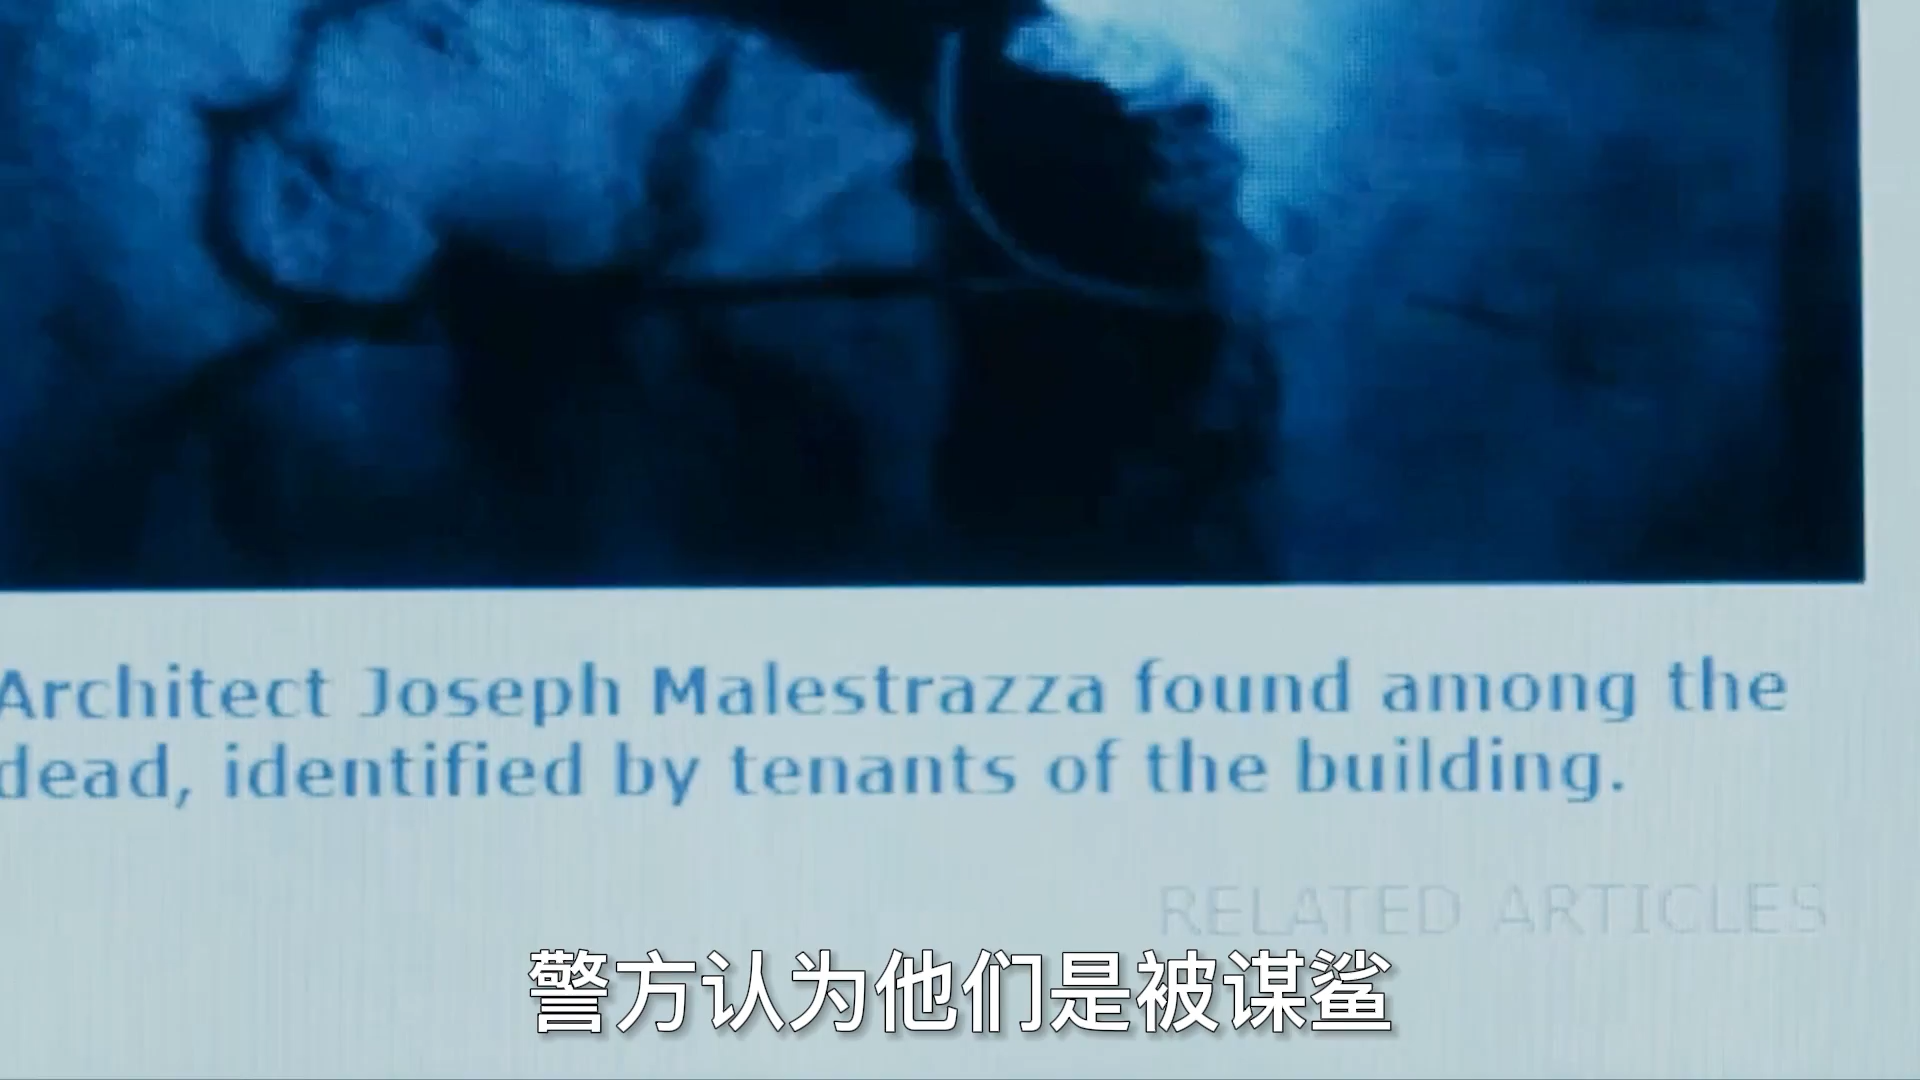 Architect Joseph Malestrazza found among the
dead, identified by tenants of the building.
RELATED ARTICLES
警方认为他们是被谋鲨